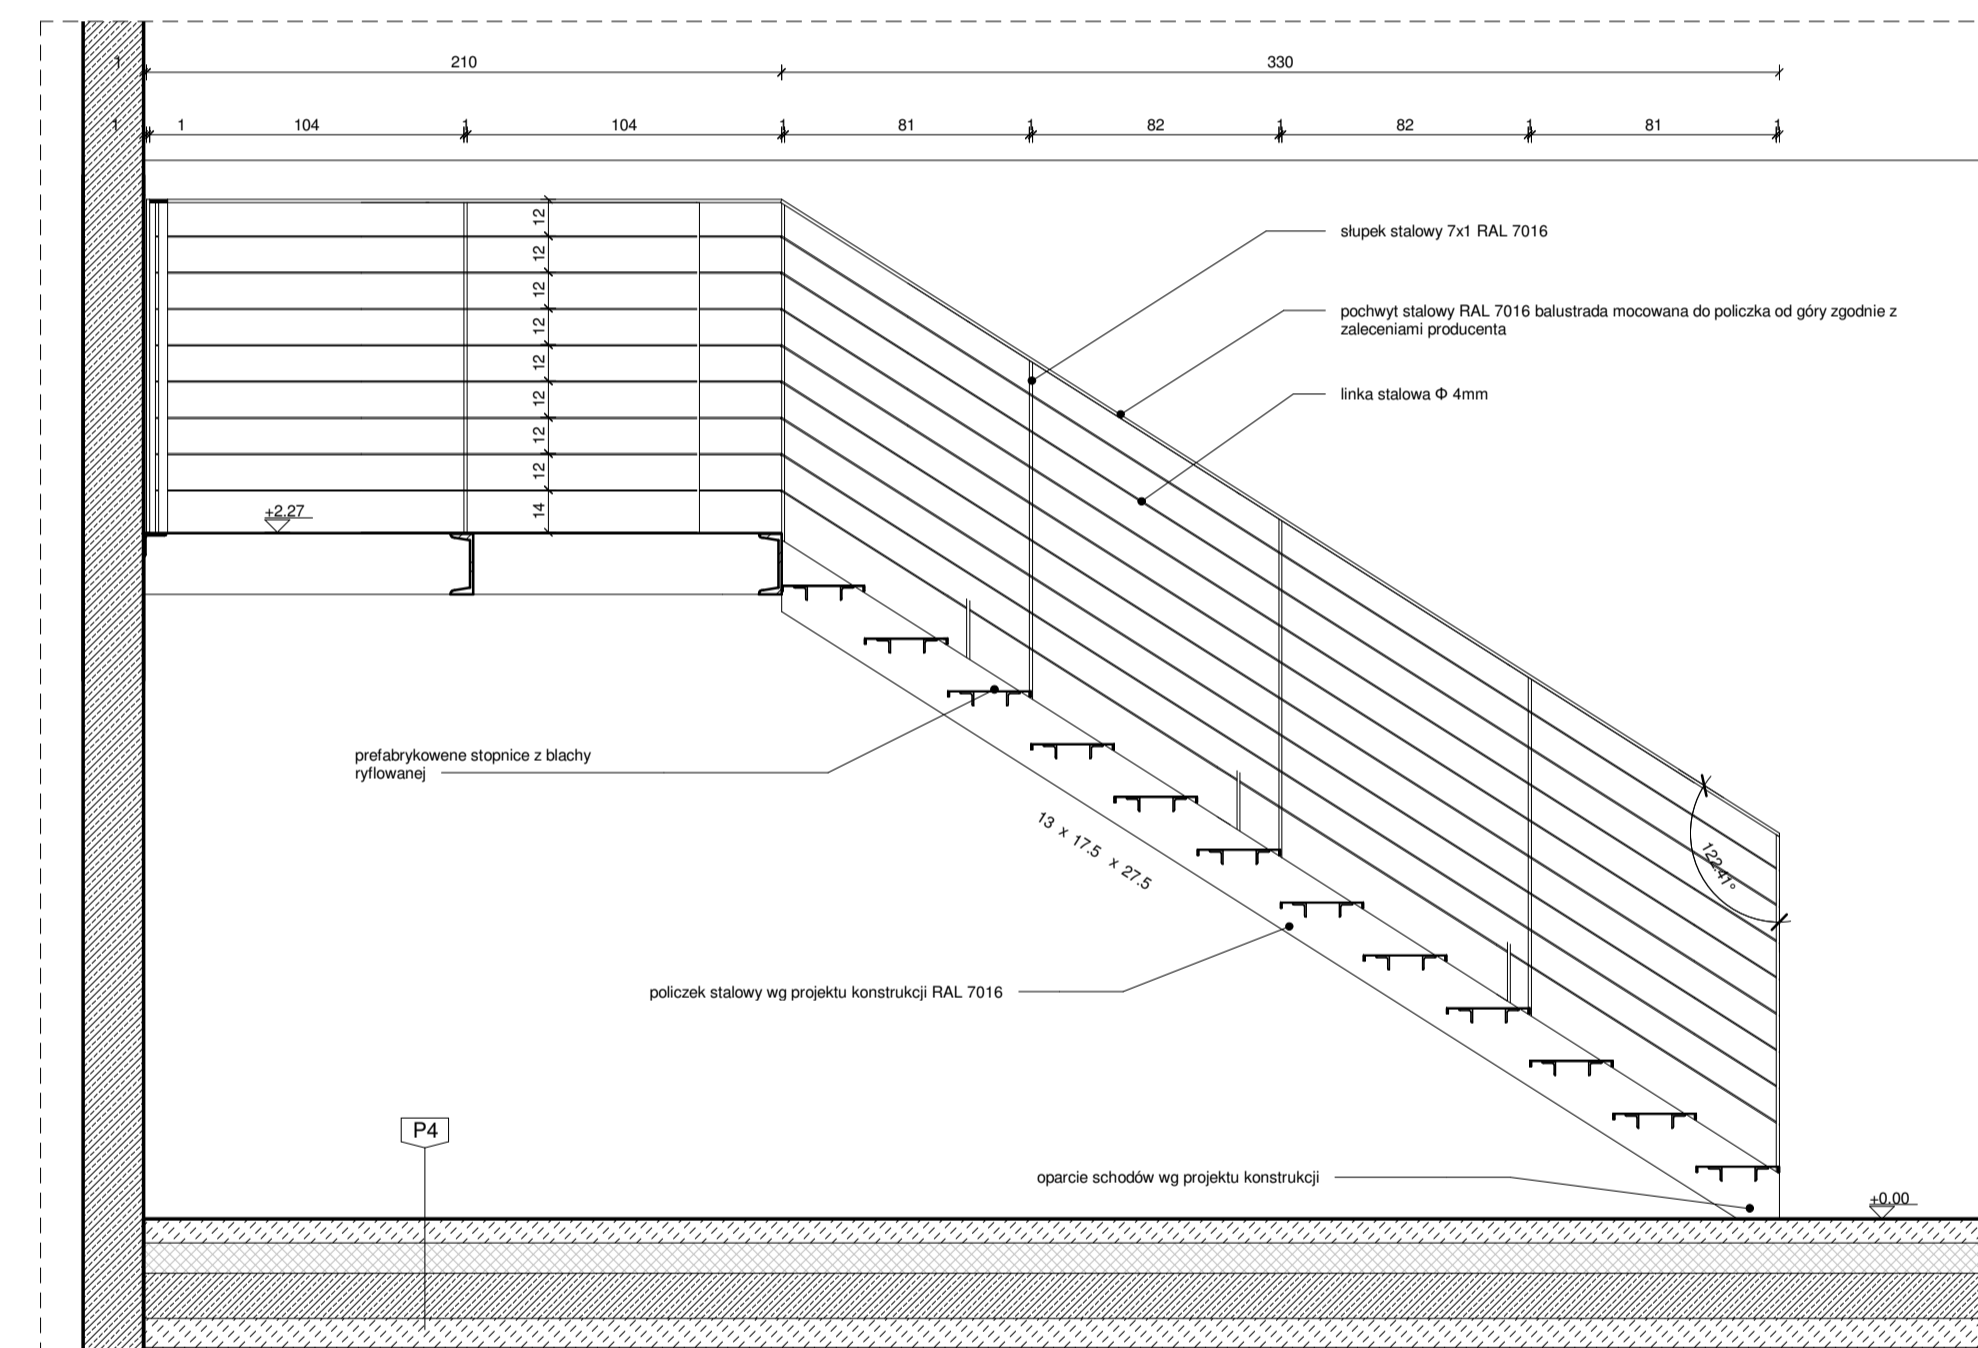 1 210 330
1 1 104 1 104 1 81 1 82 1 82 1 81 1
12
12
12
12
12
12
12
12
14
słupek stalowy 7x1 RAL 7016
pochwyt stalowy RAL 7016 balustrada mocowana do policzka od góry zgodnie z
zaleceniami producenta
linka stalowa Φ 4mm
+2.27
prefabrykowene stopnice z blachy
ryflowanej
13 x 17.5 x 27.5
122.41°
policzek stalowy wg projektu konstrukcji RAL 7016
P4
oparcie schodów wg projektu konstrukcji
+0.00